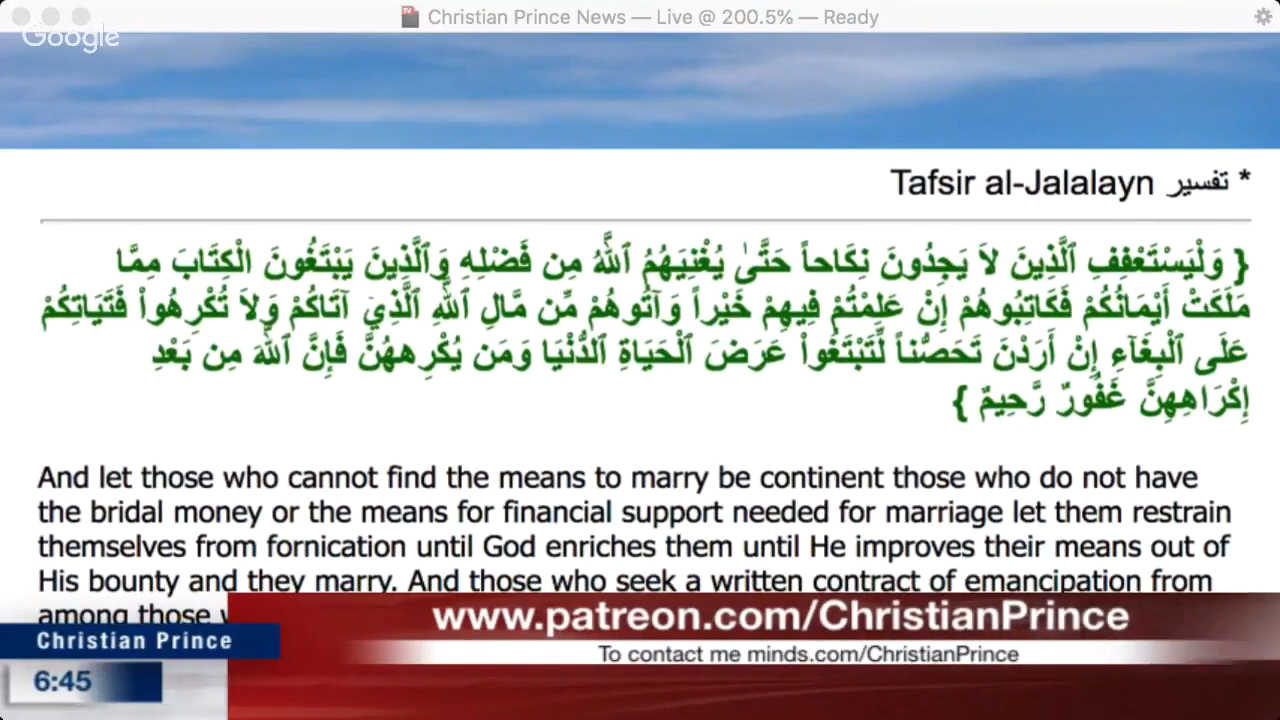 Christian Prince News — Live @ 200.5% — Ready
Google
Tafsir al-Jalalayn تفسير *
{ وَلْيَسْتَعْفِفِ ٱلَّذِينَ لاَ يَجِدُونَ نِكَاحاً حَتَّىٰ يُغْنِيَهُمُ ٱللَّهُ مِن فَضْلِهِ وَٱلَّذِينَ يَبْتَغُونَ الْكِتَابَ مِمَّا
مَلَكَتْ أَيْمَانُكُمْ فَكَاتِبُوهُمْ إِنْ عَلِمْتُمْ فِيهِمْ خَيْراً وَآتُوهُمْ مِّن مَّالِ ٱللَّهِ ٱلَّذِيۤ آتَاكُمْ وَلاَ تُكْرِهُواْ فَتَيَاتِكُمْ
عَلَى ٱلْبِغَآءِ إِنْ أَرَدْنَ تَحَصُّناً لِّتَبْتَغُواْ عَرَضَ ٱلْحَيَاةِ ٱلدُّنْيَا وَمَن يُكْرِههُّنَّ فَإِنَّ ٱللَّهَ مِن بَعْدِ
إِكْرَاهِهِنَّ غَفُورٌ رَّحِيمٌ }
And let those who cannot find the means to marry be continent those who do not have
the bridal money or the means for financial support needed for marriage let them restrain
themselves from fornication until God enriches them until He improves their means out of
His bounty and they marry. And those who seek a written contract of emancipation from
among those
www.patreon.com/ChristianPrince
Christian Prince
To contact me minds.com/ChristianPrince
6:45